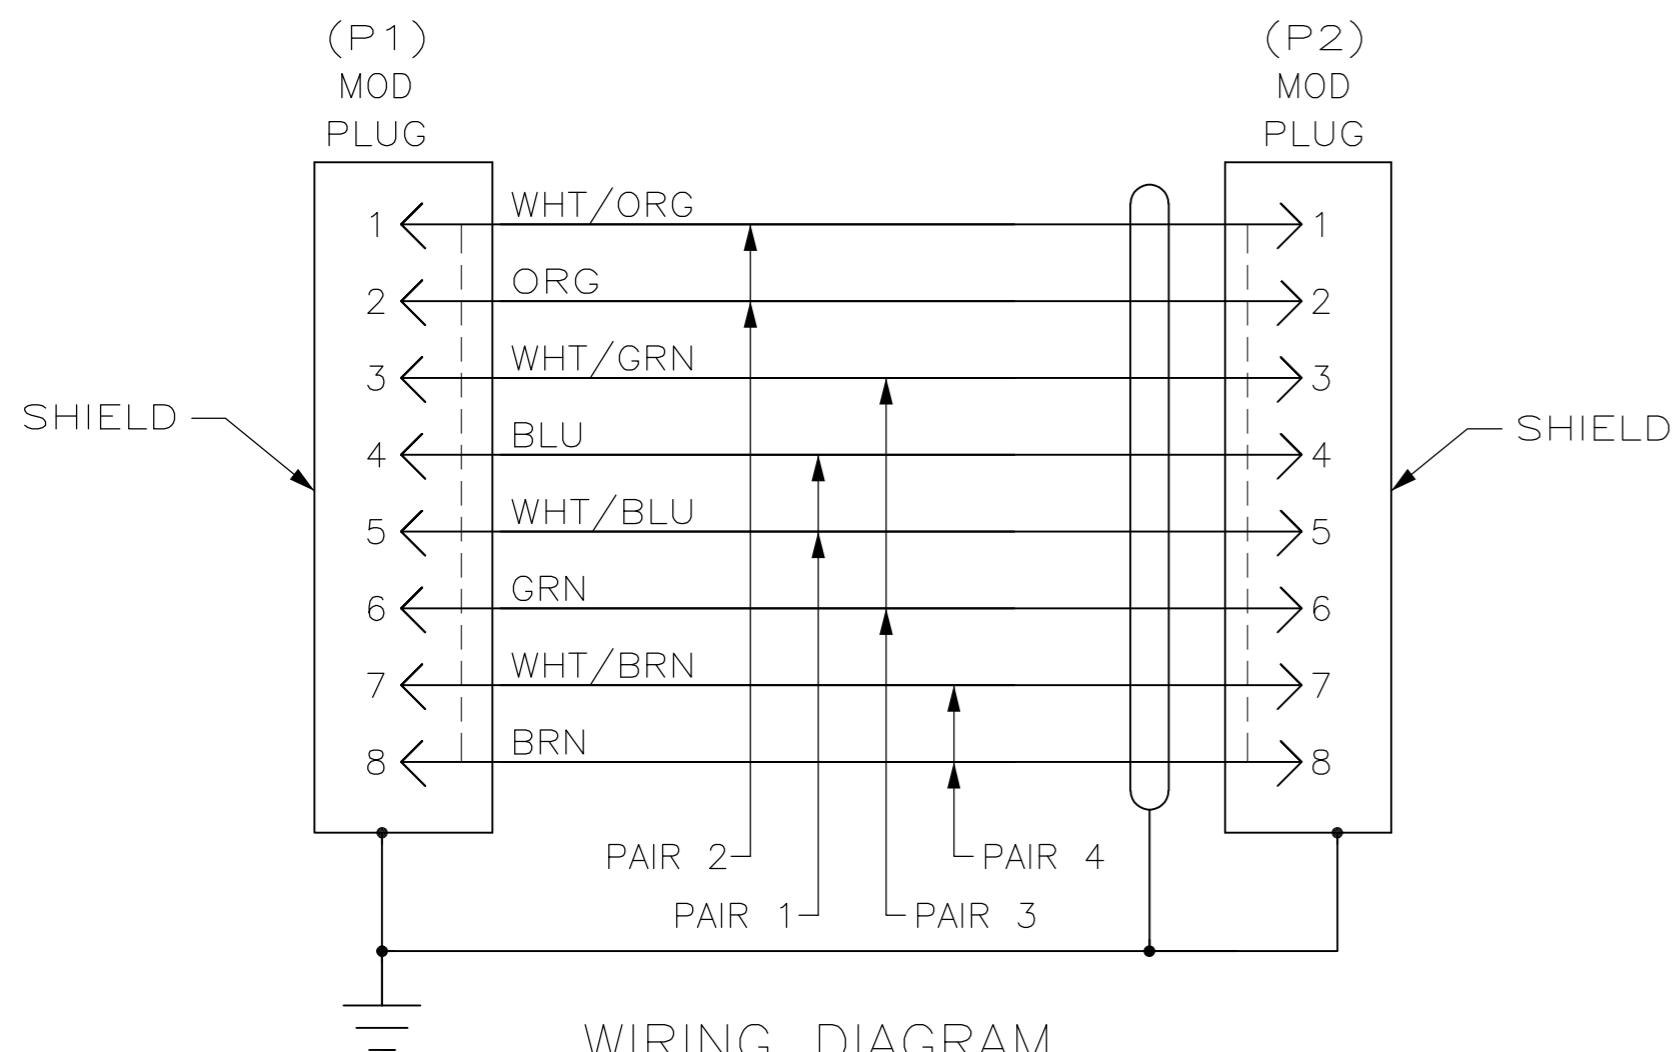 (P1)
MOD
PLUG
(P2)
MOD
PLUG
1 WHT/ORG 1
2 ORG 2
3 WHT/GRN 3
SHIELD
4 BLU 4
SHIELD
5 WHT/BLU 5
6 GRN 6
7 WHT/BRN 7
8 BRN 8
PAIR 2
PAIR 4
PAIR 1
PAIR 3
WIRING DIAGRAM